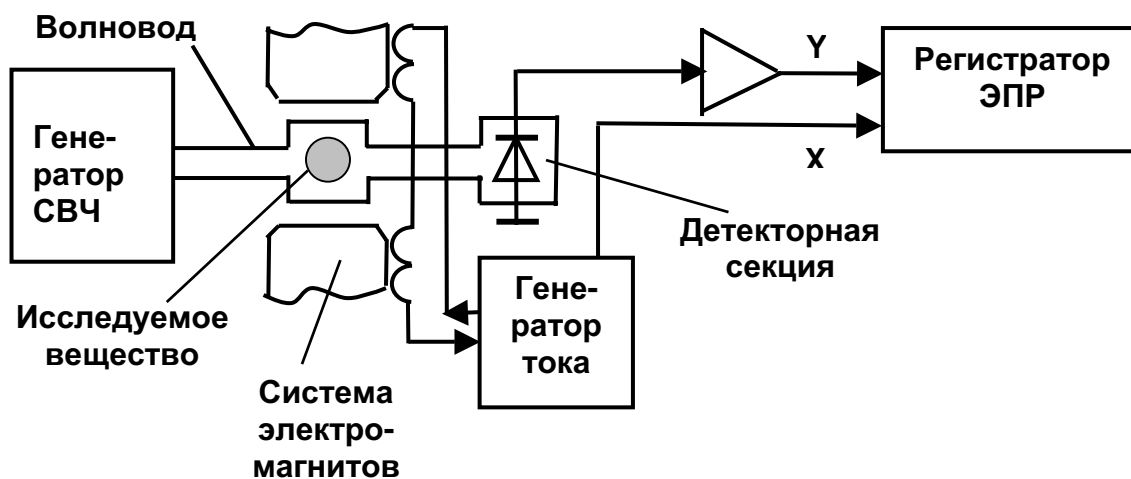 Волновод
Гене-
ратор
СВЧ
Y
Регистратор
ЭПР
X
Детекторная
секция
Гене-
ратор
тока
Исследуемое
вещество
Система
электро-
магнитов